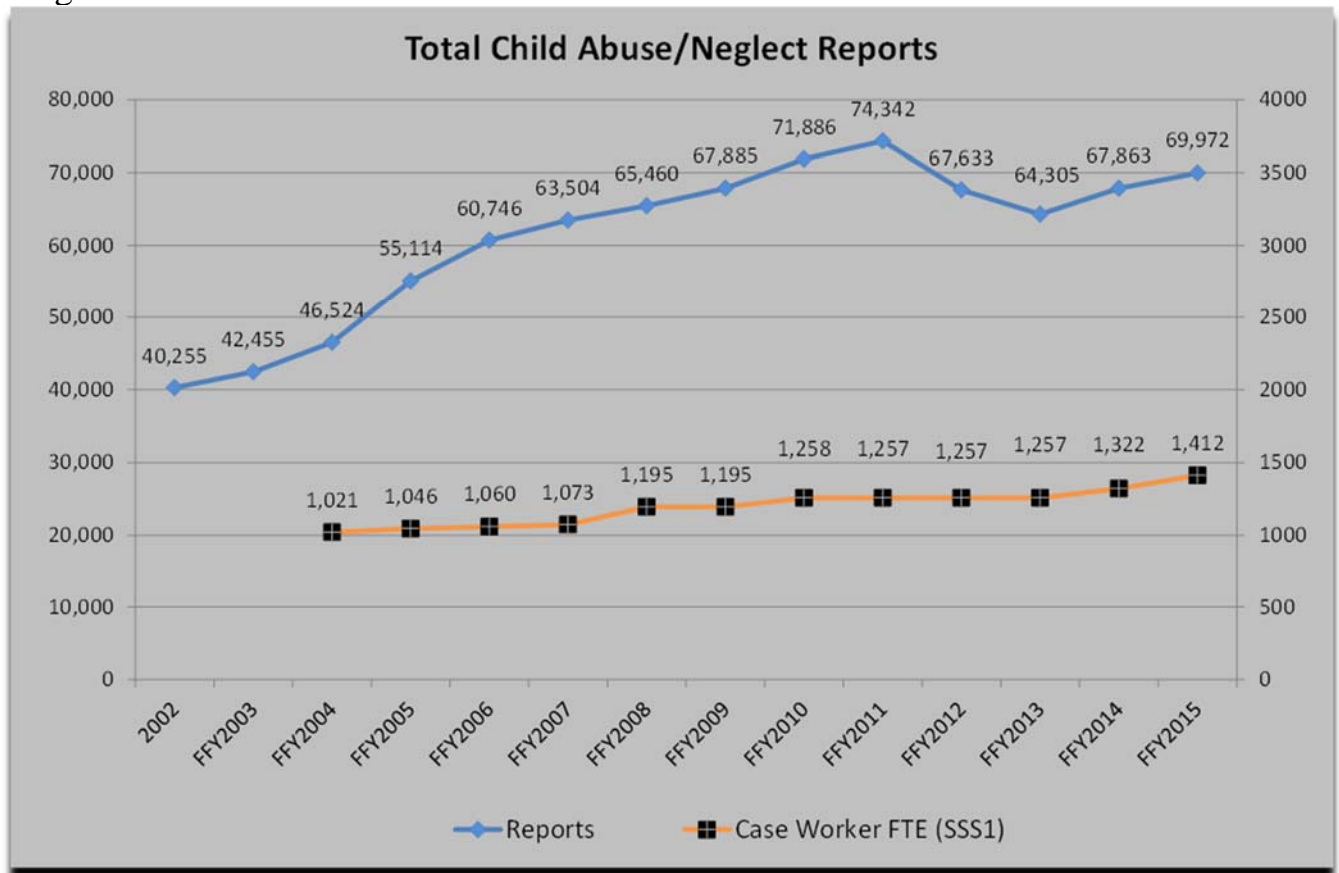 Total Child Abuse/Neglect Reports
80,000
70,000
60,000
50,000
40,000
30,000
20,000
10,000
0
4000
3500
3000
2500
2000
1500
1000
500
0
40,255
42,455
46,524
55,114
60,746
63,504
65,460
67,885
71,886
74,342
67,633
64,305
67,863
69,972
1,021
1,046
1,060
1,073
1,195
1,195
1,258
1,257
1,257
1,257
1,322
1,412
2002
FFY2003
FFY2004
FFY2005
FFY2006
FFY2007
FFY2008
FFY2009
FFY2010
FFY2011
FFY2012
FFY2013
FFY2014
FFY2015
Reports
Case Worker FTE (SSS1)